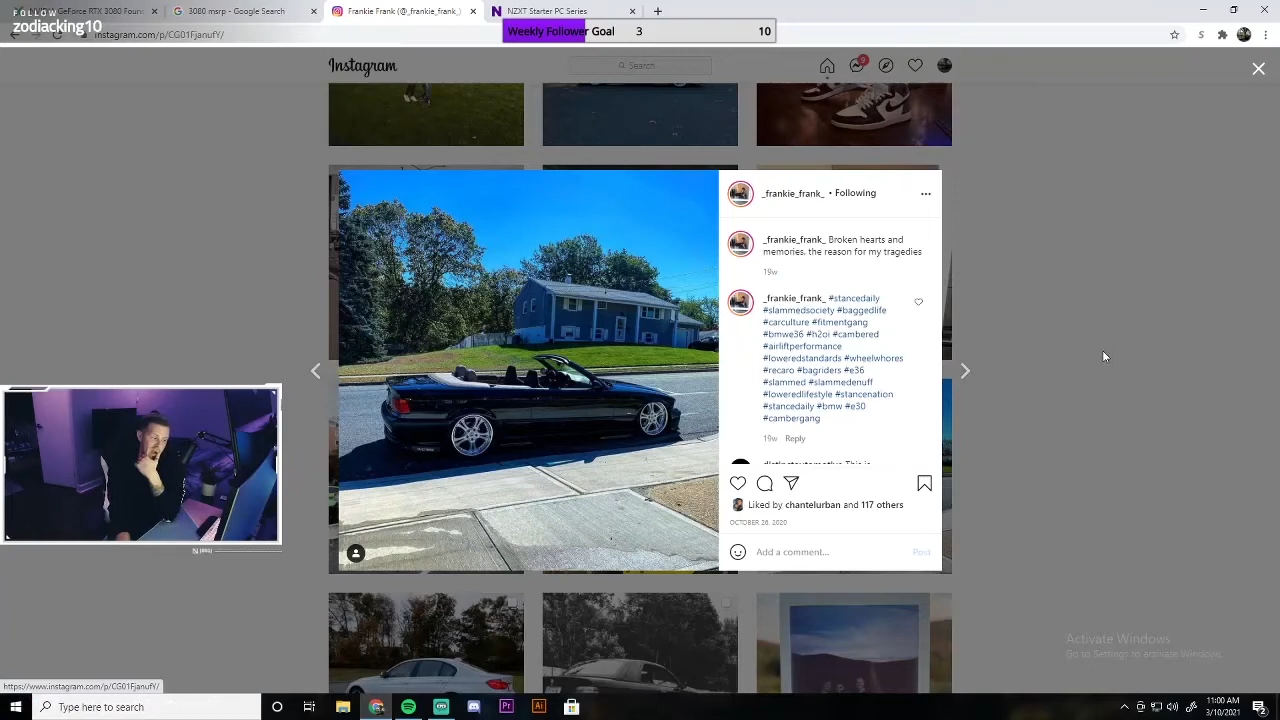 FOLLOW
zodiacking10
GeForce RTX 3080 Found
3080 msrp - Google Search
Frankie Frank (@_frankie_frank_)
NZXT Starter PC Series
Weekly Follower Goal 3 10
instagram.com/p/CG01FjanufY/
Instagram
Search
9
_frankie_frank_ • Following
_frankie_frank_ Broken hearts and
memories, the reason for my tragedies
19w
_frankie_frank_ #stancedaily
#slammedsociety #baggedlife
#carculture #fitmentgang
#bmwe36 #h2oi #cambered
#airliftperformance
#loweredstandards #wheelwhores
#recaro #bagriders #e36
#slammed #slammedenuff
#loweredlifestyle #stancenation
#stancedaily #bmw #e30
#cambergang
19w Reply
Liked by chantelurban and 117 others
OCTOBER 26, 2020
Add a comment...
Post
Activate Windows
Go to Settings to activate Windows.
https://www.instagram.com/p/CG01FjanufY/
Type here to search
11:00 AM
3/10/2021